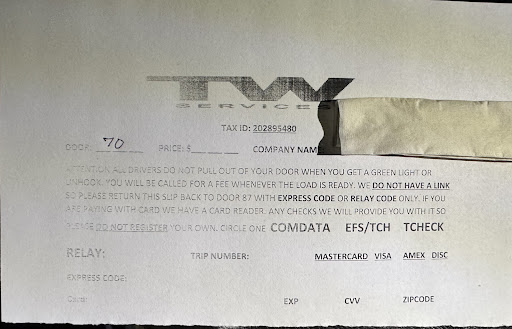 TW
SERVICES
TAX ID: 202895480
DOOR: 70 PRICE: $ COMPANY NAM
ATTENTION ALL DRIVERS DO NOT PULL OUT OF YOUR DOOR WHEN YOU GET A GREEN LIGHT OR
UNHOOK. YOU WILL BE CALLED FOR A FEE WHENEVER THE LOAD IS READY. WE DO NOT HAVE A LINK
SO PLEASE RETURN THIS SLIP BACK TO DOOR 87 WITH EXPRESS CODE OR RELAY CODE ONLY. IF YOU
ARE PAYING WITH CARD WE HAVE A CARD READER. ANY CHECKS WE WILL PROVIDE YOU WITH IT SO
PLEASE DO NOT REGISTER YOUR OWN. CIRCLE ONE COMDATA EFS/TCH TCHECK
RELAY: TRIP NUMBER: MASTERCARD VISA AMEX DISC
EXPRESS CODE:
EXP CVV ZIPCODE